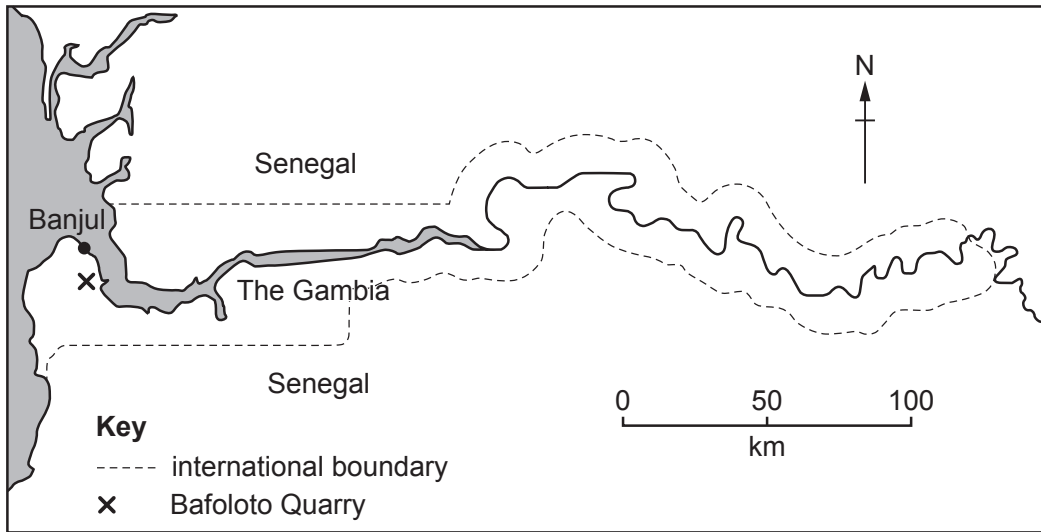 N
Senegal
Banjul
The Gambia
Senegal
0 50 100
km
Key
international boundary
Bafoloto Quarry